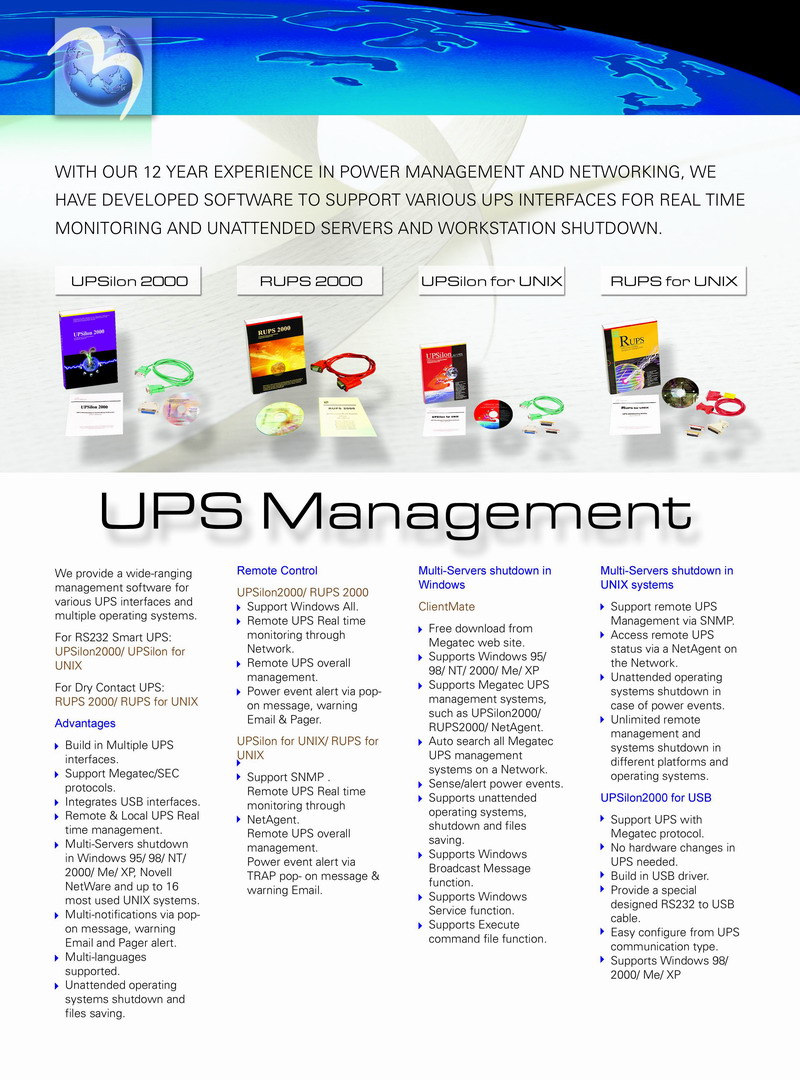 WITH OUR 12 YEAR EXPERIENCE IN POWER MANAGEMENT AND NETWORKING, WE
HAVE DEVELOPED SOFTWARE TO SUPPORT VARIOUS UPS INTERFACES FOR REAL TIME
MONITORING AND UNATTENDED SERVERS AND WORKSTATION SHUTDOWN.
UPSilon 2000
RUPS 2000
UPSilon for UNIX
RUPS for UNIX
UPSilon 2000
UPSilon 2000
RUPS 2000
RUPS 2000
UPSilon
UPSilon for UNIX
RUPS
RUPS for UNIX
UPS Management
We provide a wide-ranging
management software for
various UPS interfaces and
multiple operating systems.
For RS232 Smart UPS:
UPSilon2000/ UPSilon for
UNIX
For Dry Contact UPS:
RUPS 2000/ RUPS for UNIX
Advantages
Build in Multiple UPS
interfaces.
Support Megatec/SEC
protocols.
Integrates USB interfaces.
Remote & Local UPS Real
time management.
Multi-Servers shutdown
in Windows 95/ 98/ NT/
2000/ Me/ XP, Novell
NetWare and up to 16
most used UNIX systems.
Multi-notifications via pop-
on message, warning
Email and Pager alert.
Multi-languages
supported.
Unattended operating
systems shutdown and
files saving.
Remote Control
UPSilon2000/ RUPS 2000
Support Windows All.
Remote UPS Real time
monitoring through
Network.
Remote UPS overall
management.
Power event alert via pop-
on message, warning
Email & Pager.
UPSilon for UNIX/ RUPS for
UNIX
Support SNMP .
Remote UPS Real time
monitoring through
NetAgent.
Remote UPS overall
management.
Power event alert via
TRAP pop- on message &
warning Email.
Multi-Servers shutdown in
Windows
ClientMate
Free download from
Megatec web site.
Supports Windows 95/
98/ NT/ 2000/ Me/ XP
Supports Megatec UPS
management systems,
such as UPSilon2000/
RUPS2000/ NetAgent.
Auto search all Megatec
UPS management
systems on a Network.
Sense/alert power events.
Supports unattended
operating systems,
shutdown and files
saving.
Supports Windows
Broadcast Message
function.
Supports Windows
Service function.
Supports Execute
command file function.
Multi-Servers shutdown in
UNIX systems
Support remote UPS
Management via SNMP.
Access remote UPS
status via a NetAgent on
the Network.
Unattended operating
systems shutdown in
case of power events.
Unlimited remote
management and
systems shutdown in
different platforms and
operating systems.
UPSilon2000 for USB
Support UPS with
Megatec protocol.
No hardware changes in
UPS needed.
Build in USB driver.
Provide a special
designed RS232 to USB
cable.
Easy configure from UPS
communication type.
Supports Windows 98/
2000/ Me/ XP